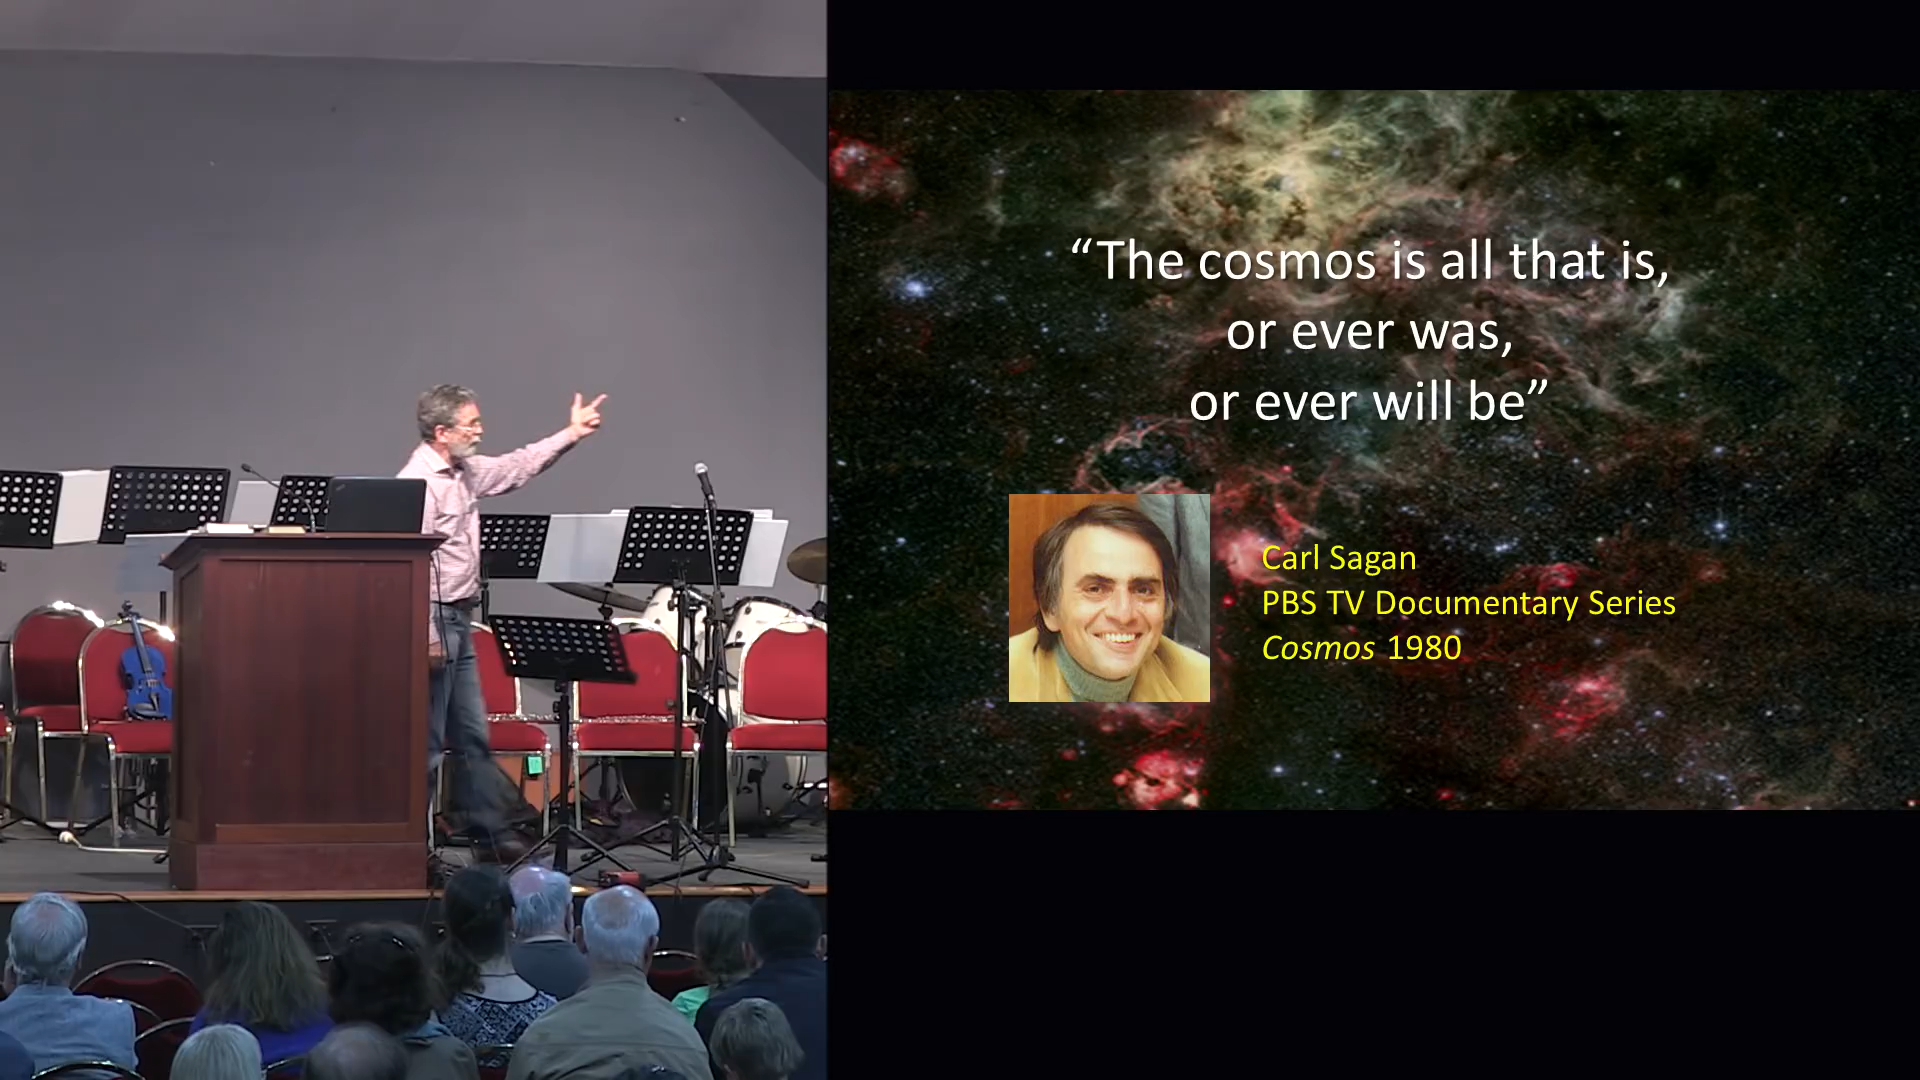 “The cosmos is all that is,
or ever was,
or ever will be”
Carl Sagan
PBS TV Documentary Series
Cosmos 1980